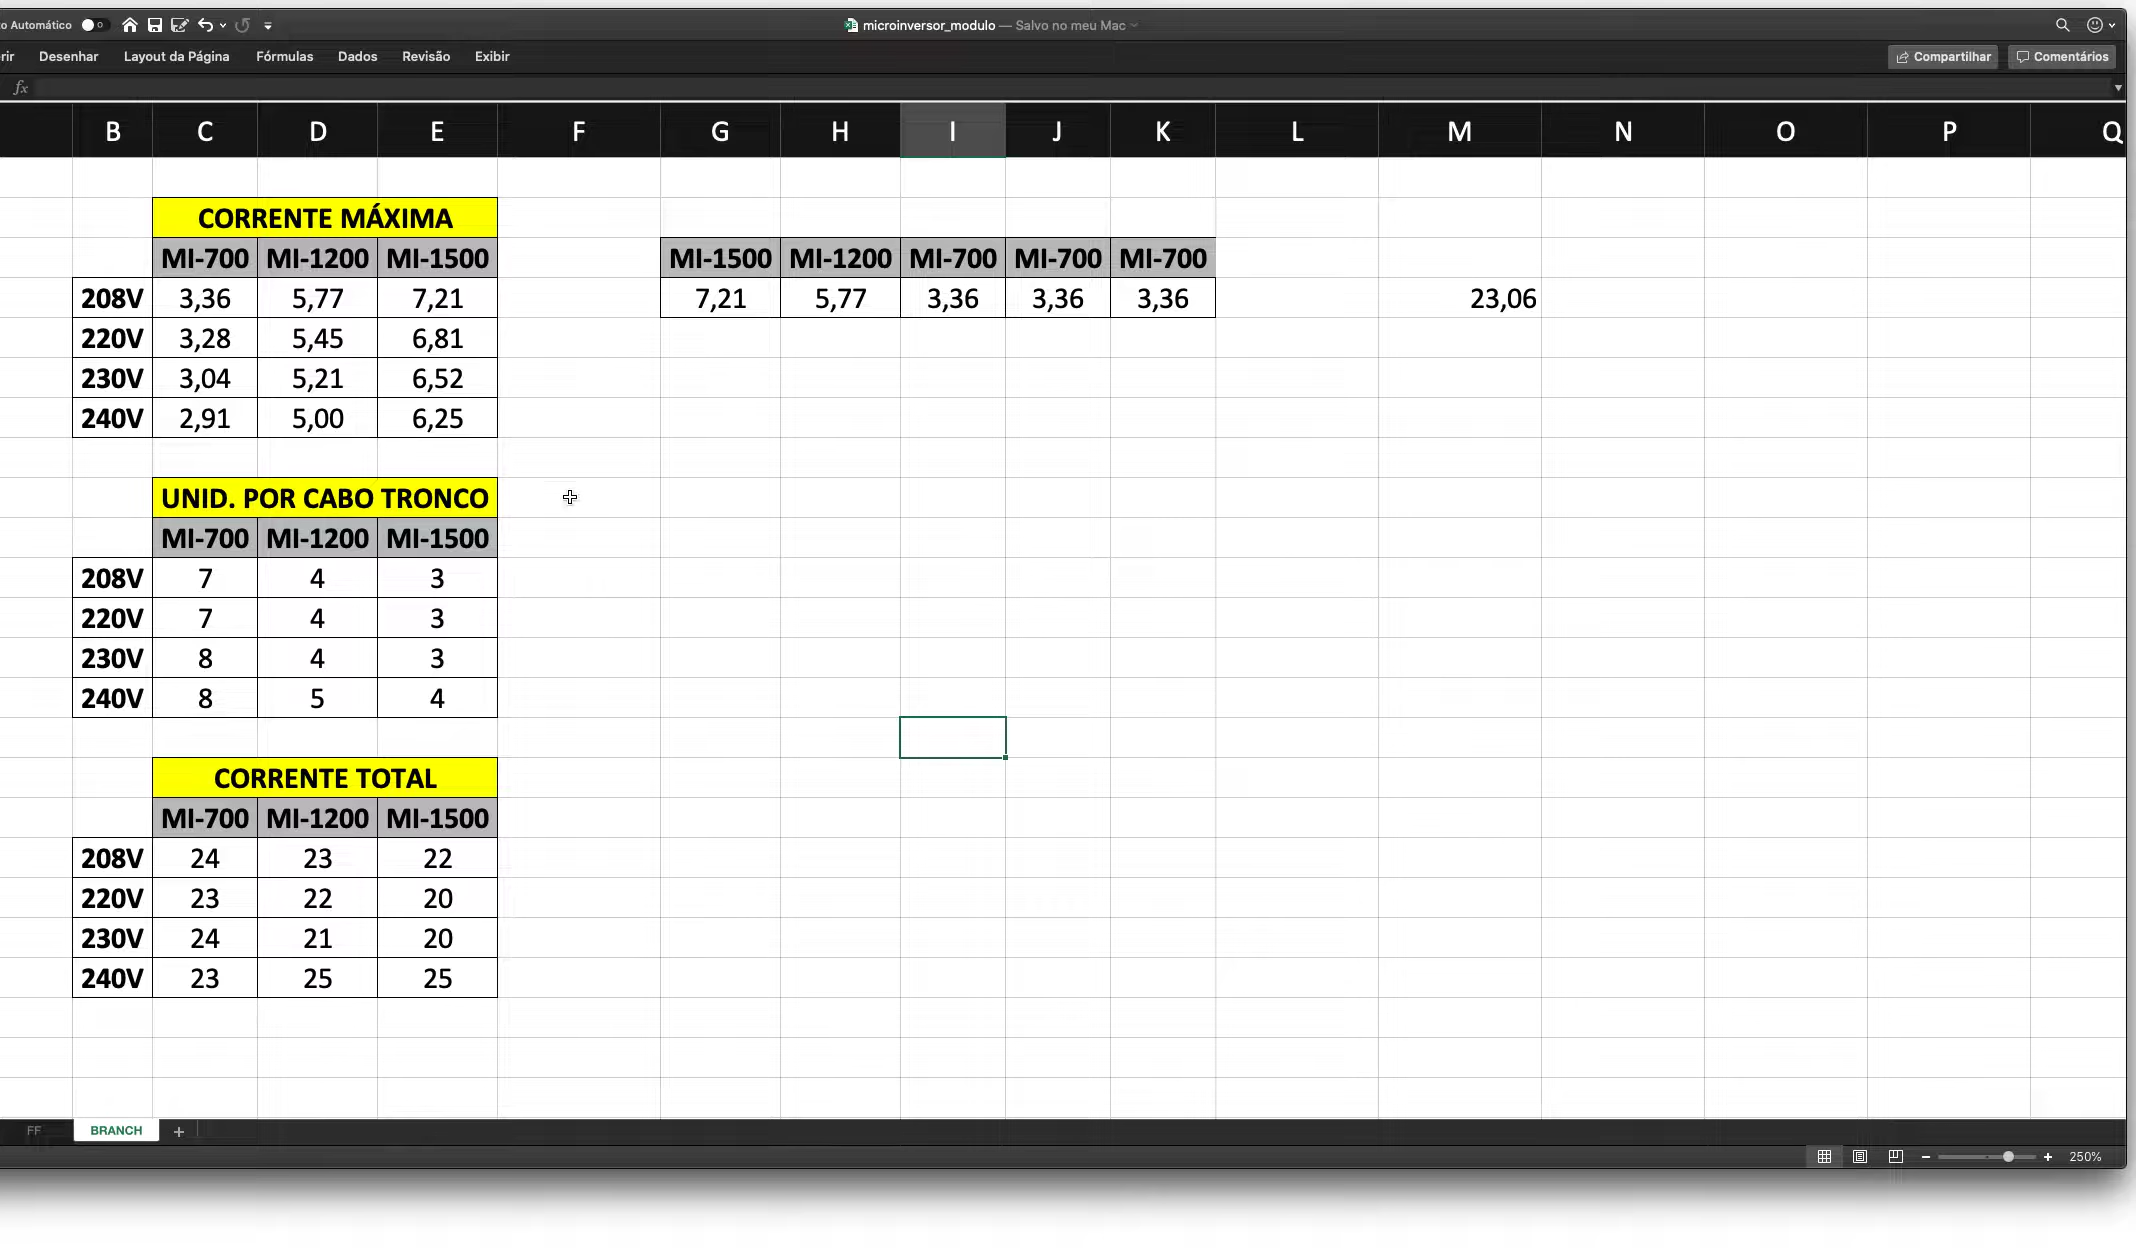 o Automático
microinversor_modulo — Salvo no meu Mac
rir Desenhar Layout da Página Fórmulas Dados Revisão Exibir Compartilhar Comentários
fx
B C D E F G H I J K L M N O P Q
CORRENTE MÁXIMA
MI-700 MI-1200 MI-1500 MI-1500 MI-1200 MI-700 MI-700 MI-700
208V 3,36 5,77 7,21 7,21 5,77 3,36 3,36 3,36 23,06
220V 3,28 5,45 6,81
230V 3,04 5,21 6,52
240V 2,91 5,00 6,25
UNID. POR CABO TRONCO
MI-700 MI-1200 MI-1500
208V 7 4 3
220V 7 4 3
230V 8 4 3
240V 8 5 4
CORRENTE TOTAL
MI-700 MI-1200 MI-1500
208V 24 23 22
220V 23 22 20
230V 24 21 20
240V 23 25 25
FF BRANCH +
250%